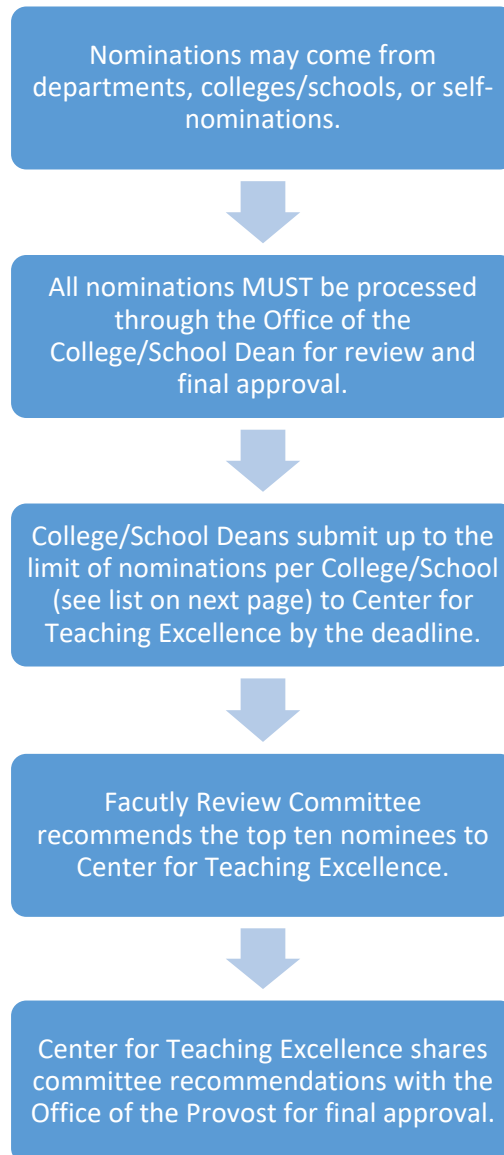 Nominations may come from
departments, colleges/schools, or self-
nominations.
All nominations MUST be processed
through the Office of the
College/School Dean for review and
final approval.
College/School Deans submit up to the
limit of nominations per College/School
(see list on next page) to Center for
Teaching Excellence by the deadline.
Facutly Review Committee
recommends the top ten nominees to
Center for Teaching Excellence.
Center for Teaching Excellence shares
committee recommendations with the
Office of the Provost for final approval.